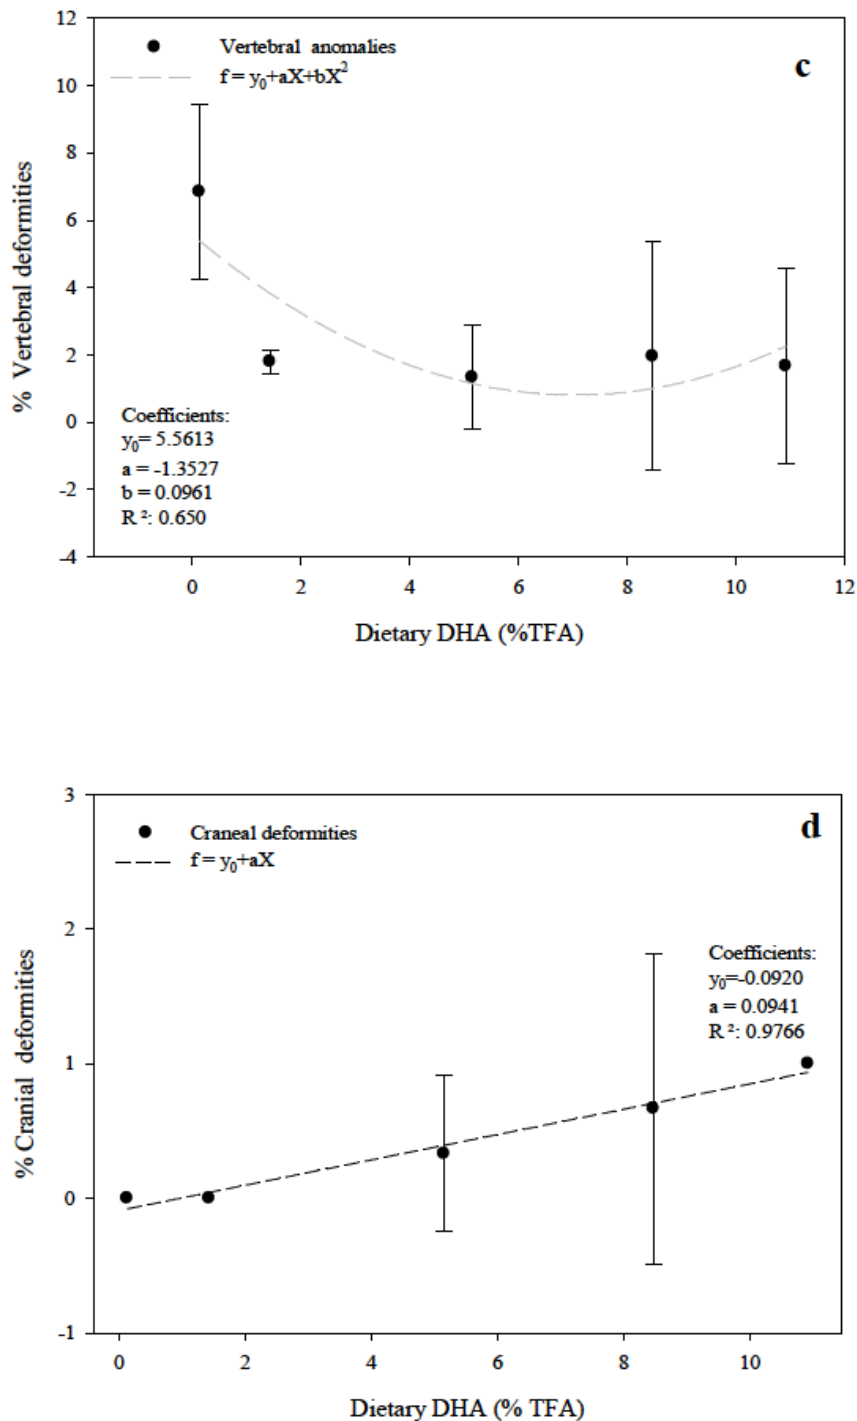 12
Vertebral anomalies
c
f = y₀+aX+bX²
10
8
6
4
2
0
-2
-4
% Vertebral deformities
Coefficients:
y₀= 5.5613
a = -1.3527
b = 0.0961
R ²: 0.650
0 2 4 6 8 10 12
Dietary DHA (%TFA)
3
Craneal deformities
d
f = y₀+aX
2
1
0
-1
% Cranial deformities
Coefficients:
y₀=-0.0920
a = 0.0941
R ²: 0.9766
0 2 4 6 8 10
Dietary DHA (% TFA)